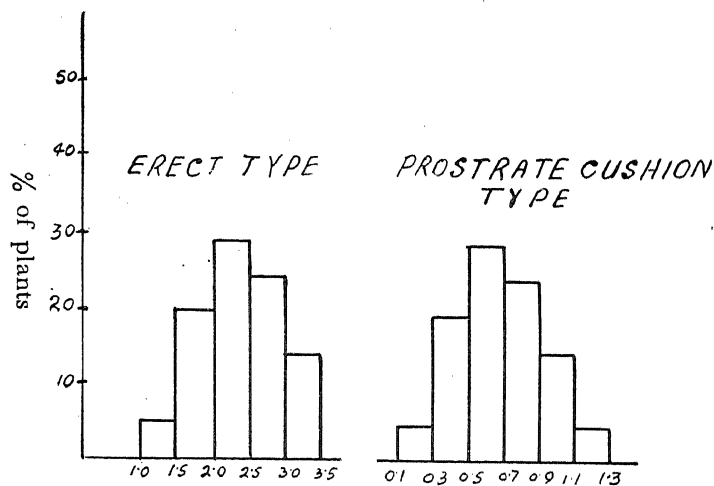 50
40
ERECT TYPE
PROSTRATE CUSHION
TYPE
30
% of plants
20
10
1·0 1·5 2·0 2·5 3·0 3·5
0·1 0·3 0·5 0·7 0·9 1·1 1·3